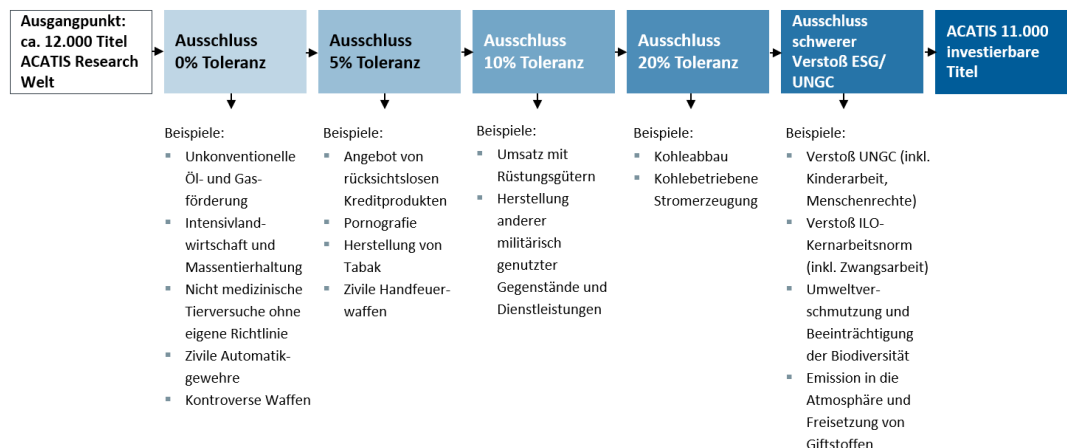 Ausgangpunkt:
ca. 12.000 Titel
ACATIS Research
Welt
Ausschluss
0% Toleranz
Ausschluss
5% Toleranz
Ausschluss
10% Toleranz
Ausschluss
20% Toleranz
Ausschluss
schwerer
Verstoß ESG/
UNGC
ACATIS 11.000
investierbare
Titel
Beispiele:
Unkonventionelle
Öl- und Gas-
förderung
Intensivland-
wirtschaft und
Massentierhaltung
Nicht medizinische
Tierversuche ohne
eigene Richtlinie
Zivile Automatik-
gewehre
Kontroverse Waffen
Beispiele:
Angebot von
rücksichtslosen
Kreditprodukten
Pornografie
Herstellung von
Tabak
Zivile Handfeuer-
waffen
Beispiele:
Umsatz mit
Rüstungsgütern
Herstellung
anderer
militärisch
genutzter
Gegenstände und
Dienstleistungen
Beispiele:
Kohleabbau
Kohlebetriebene
Stromerzeugung
Beispiele:
Verstoß UNGC (inkl.
Kinderarbeit,
Menschenrechte)
Verstoß ILO-
Kernarbeitsnorm
(inkl. Zwangsarbeit)
Umweltver-
schmutzung und
Beeinträchtigung
der Biodiversität
Emission in die
Atmosphäre und
Freisetzung von
Giftstoffen